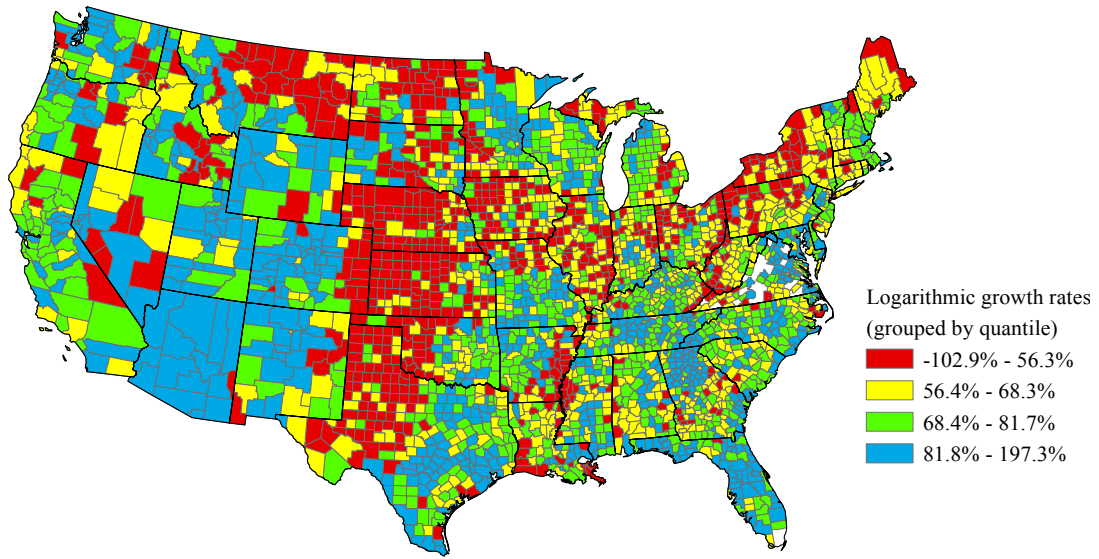 Logarithmic growth rates
(grouped by quantile)
-102.9% - 56.3%
56.4% - 68.3%
68.4% - 81.7%
81.8% - 197.3%